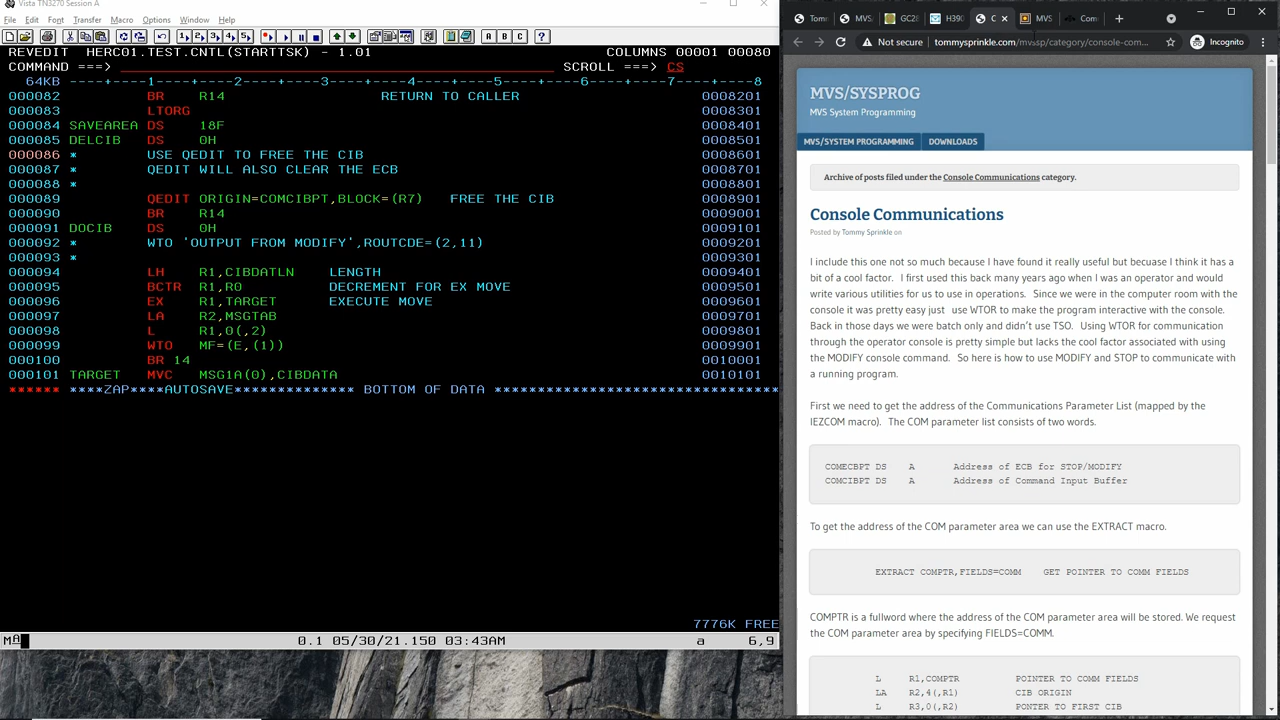 Vista TN3270 Session A
File Edit Font Transfer Macro Options Window Help
REVEDIT HERC01.TEST.CNTL(STARTTSK) - 1.01 COLUMNS 00001 00080
COMMAND ===> SCROLL ===> CS
64KB ----+----1----+----2----+----3----+----4----+----5----+----6----+----7----+----8
000082 BR R14 RETURN TO CALLER 0008201
000083 LTORG 0008301
000084 SAVEAREA DS 18F 0008401
000085 DELCIB DS 0H 0008501
000086 * USE QEDIT TO FREE THE CIB 0008601
000087 * QEDIT WILL ALSO CLEAR THE ECB 0008701
000088 * 0008801
000089 QEDIT ORIGIN=COMCIBPT,BLOCK=(R7) FREE THE CIB 0008901
000090 BR R14 0009001
000091 DOCIB DS 0H 0009101
000092 * WTO 'OUTPUT FROM MODIFY',ROUTCDE=(2,11) 0009201
000093 * 0009301
000094 LH R1,CIBDATLN LENGTH 0009401
000095 BCTR R1,R0 DECREMENT FOR EX MOVE 0009501
000096 EX R1,TARGET EXECUTE MOVE 0009601
000097 LA R2,MSGTAB 0009701
000098 L R1,0(,2) 0009801
000099 WTO MF=(E,(1)) 0009901
000100 BR 14 0010001
000101 TARGET MVC MSG1A(0),CIBDATA 0010101
****** ****ZAP****AUTOSAVE************* BOTTOM OF DATA **********************************
7776K FREE
MA 0.1 05/30/21.150 03:43AM a 6,9
Tomm MVS GC28 H390 C MVS Com
Not secure tommysprinkle.com/mvssp/category/console-com... Incognito
MVS/SYSPROG
MVS System Programming
MVS/SYSTEM PROGRAMMING DOWNLOADS
Archive of posts filed under the Console Communications category.
Console Communications
Posted by Tommy Sprinkle on
I include this one not so much because I have found it really useful but becuase I think it has a
bit of a cool factor. I first used this back many years ago when I was an operator and would
write various utilities for us to use in operations. Since we were in the computer room with the
console it was pretty easy just use WTOR to make the program interactive with the console.
Back in those days we were batch only and didn't use TSO. Using WTOR for communication
through the operator console is pretty simple but lacks the cool factor associated with using
the MODIFY console command. So here is how to use MODIFY and STOP to communicate with
a running program.
First we need to get the address of the Communications Parameter List (mapped by the
IEZCOM macro). The COM parameter list consists of two words.
COMECBPT DS A Address of ECB for STOP/MODIFY
COMCIBPT DS A Address of Command Input Buffer
To get the address of the COM parameter area we can use the EXTRACT macro.
EXTRACT COMPTR,FIELDS=COMM GET POINTER TO COMM FIELDS
COMPTR is a fullword where the address of the COM parameter area will be stored. We request
the COM parameter area by specifying FIELDS=COMM.
L R1,COMPTR POINTER TO COMM FIELDS
LA R2,4(,R1) CIB ORIGIN
L R3,0(,R2) PONTER TO FIRST CIB